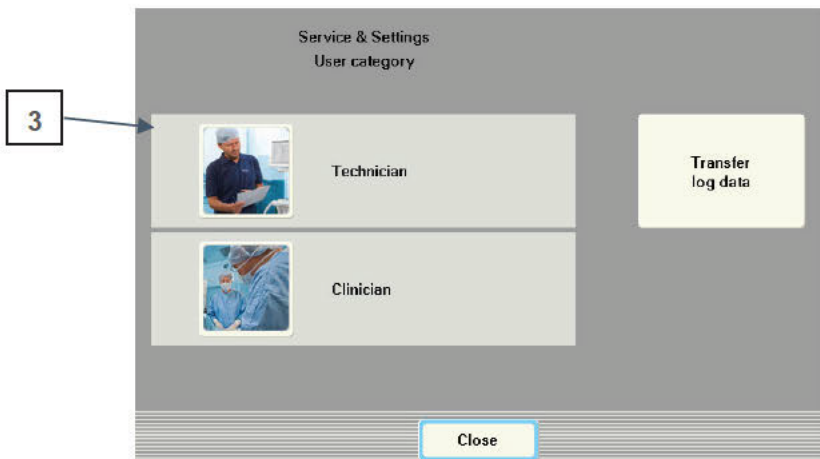 Service & Settings
User category
3
Technician
Transfer
log data
Clinician
Close